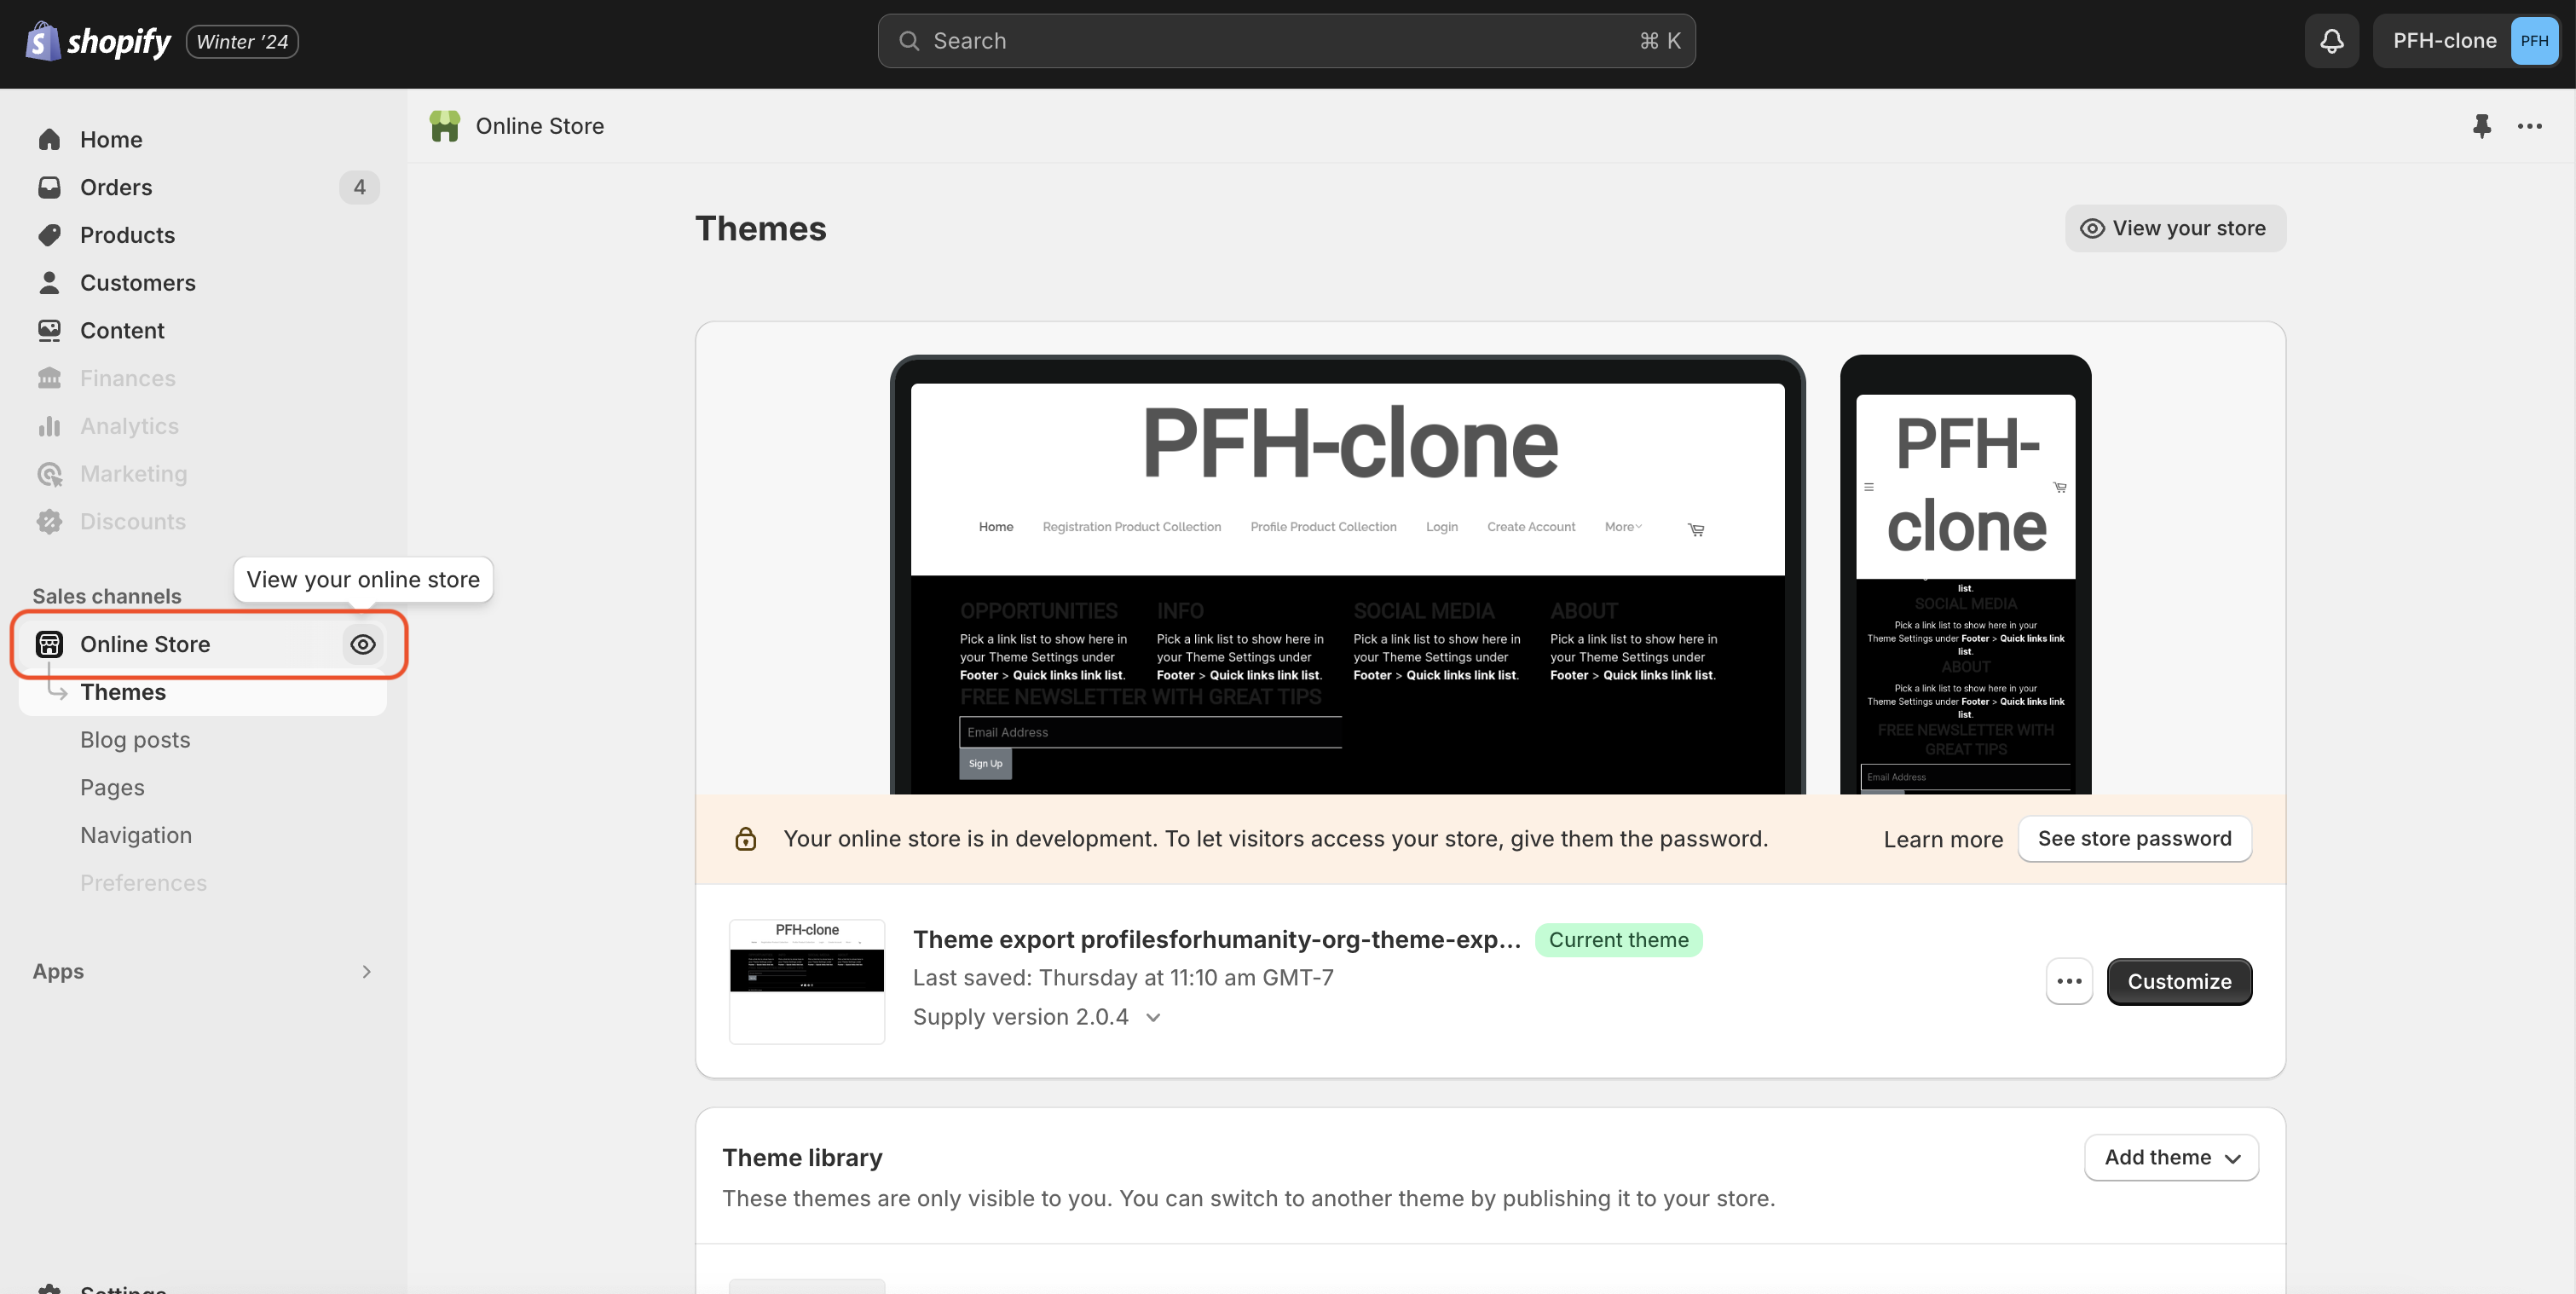 shopify
Winter '24
Search
⌘ K
PFH-clone
PFH
Home
Orders
4
Products
Customers
Content
Finances
Analytics
Marketing
Discounts
View your online store
Sales channels
Online Store
Themes
Blog posts
Pages
Navigation
Preferences
Apps
Settings
Online Store
Themes
View your store
PFH-clone
Home
Registration Product Collection
Profile Product Collection
Login
Create Account
More
OPPORTUNITIES
Pick a link list to show here in
your Theme Settings under
Footer > Quick links link list.
INFO
Pick a link list to show here in
your Theme Settings under
Footer > Quick links link list.
SOCIAL MEDIA
Pick a link list to show here in
your Theme Settings under
Footer > Quick links link list.
ABOUT
Pick a link list to show here in
your Theme Settings under
Footer > Quick links link list.
FREE NEWSLETTER WITH GREAT TIPS
Email Address
Sign Up
PFH-
clone
list.
SOCIAL MEDIA
Pick a link list to show here in your
Theme Settings under Footer > Quick links link
list.
ABOUT
Pick a link list to show here in your
Theme Settings under Footer > Quick links link
list.
FREE NEWSLETTER WITH
GREAT TIPS
Email Address
Your online store is in development. To let visitors access your store, give them the password.
Learn more
See store password
PFH-clone
Theme export profilesforhumanity-org-theme-exp...
Current theme
Last saved: Thursday at 11:10 am GMT-7
Supply version 2.0.4
Customize
Theme library
Add theme
These themes are only visible to you. You can switch to another theme by publishing it to your store.